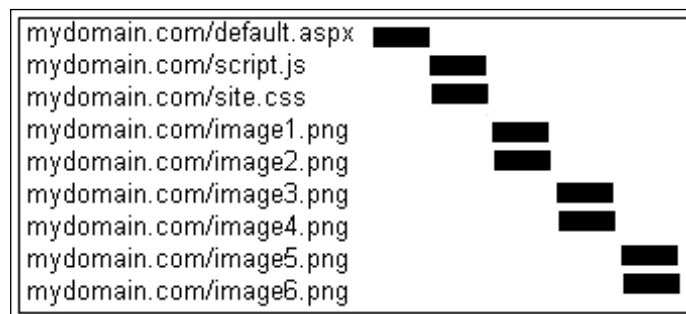 mydomain.com/default.aspx
mydomain.com/script.js
mydomain.com/site.css
mydomain.com/image1.png
mydomain.com/image2.png
mydomain.com/image3.png
mydomain.com/image4.png
mydomain.com/image5.png
mydomain.com/image6.png